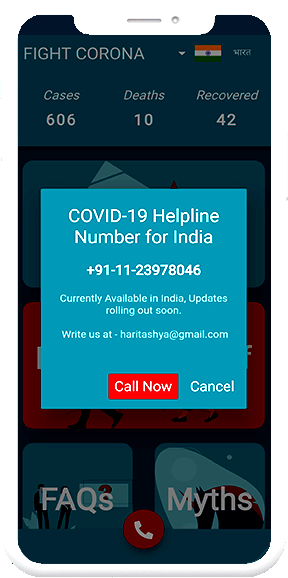 FIGHT CORONA
भारत
Cases Deaths Recovered
606 10 42
COVID-19 Helpline
Number for India
+91-11-23978046
Currently Available in India, Updates
rolling out soon.
Write us at - haritashya@gmail.com
Call Now Cancel
FAQs Myths